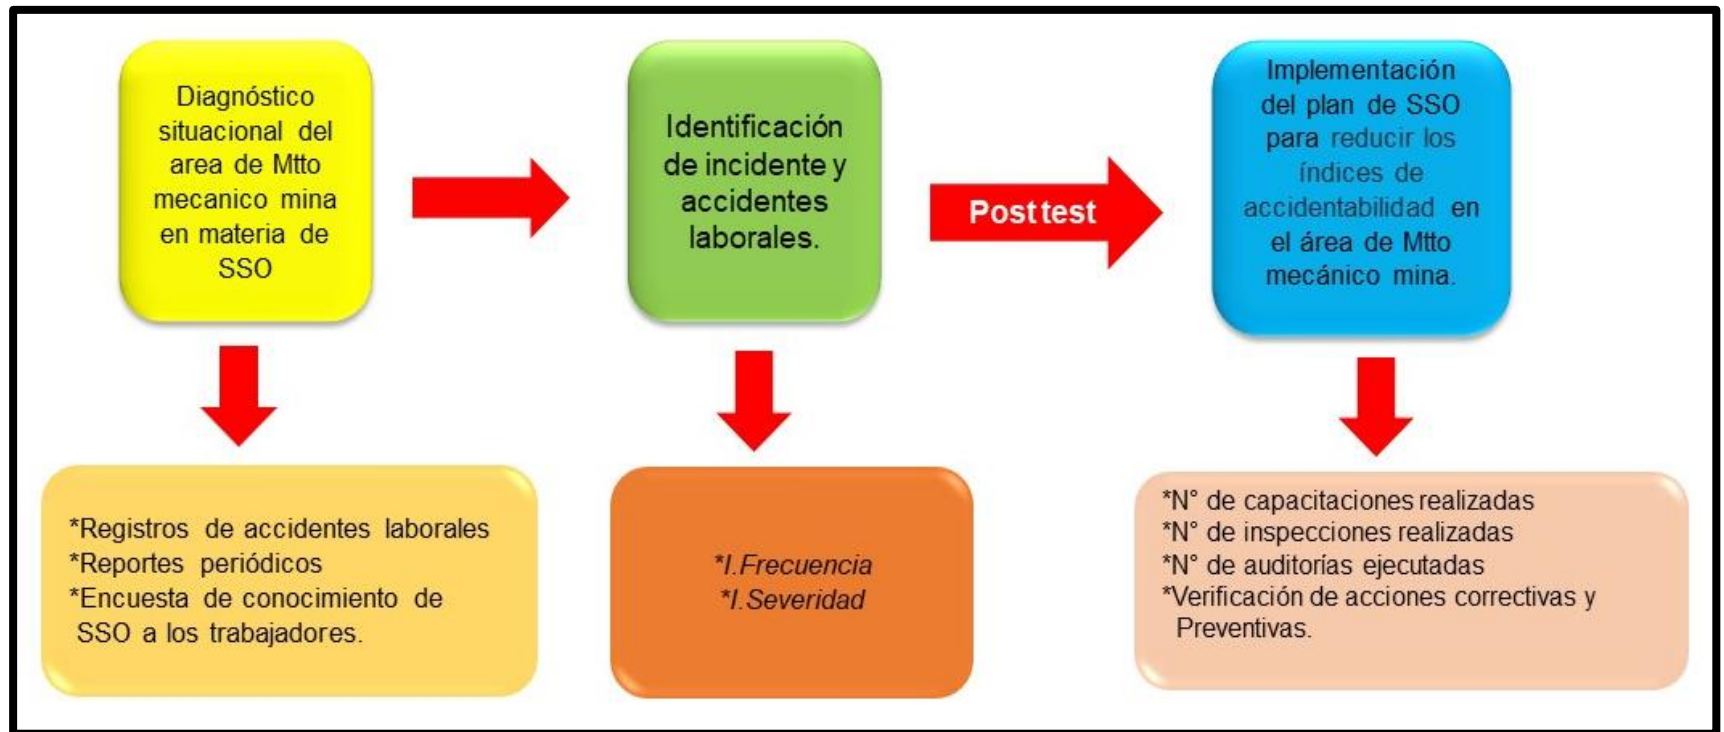 Diagnóstico
situacional del
area de Mtto
mecanico mina
en materia de
SSO
Identificación
de incidente y
accidentes
laborales.
Post test
Implementación
del plan de SSO
para reducir los
índices de
accidentabilidad en
el área de Mtto
mecánico mina.
*Registros de accidentes laborales
*Reportes periódicos
*Encuesta de conocimiento de
SSO a los trabajadores.
*I.Frecuencia
*I.Severidad
*N° de capacitaciones realizadas
*N° de inspecciones realizadas
*N° de auditorías ejecutadas
*Verificación de acciones correctivas y
Preventivas.